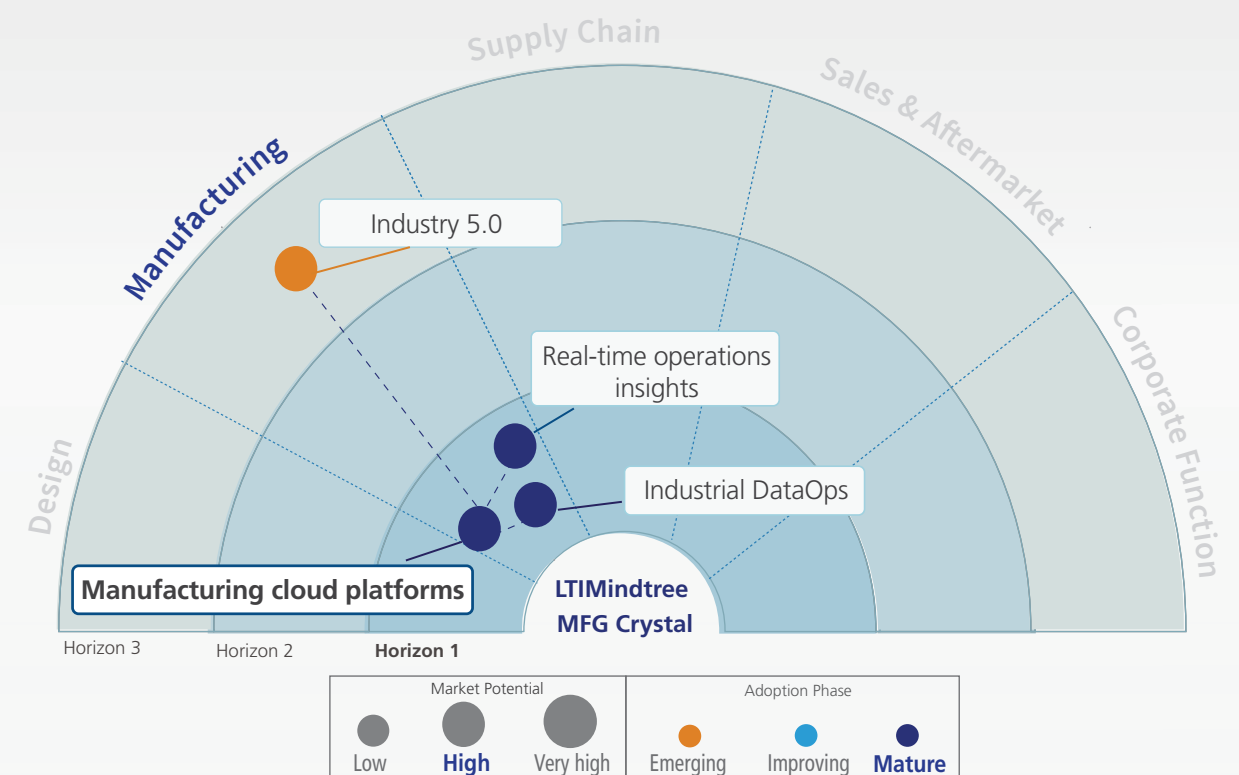 Supply Chain
Sales & Aftermarket
Manufacturing
Industry 5.0
Corporate Function
Real-time operations
insights
Design
Industrial DataOps
Manufacturing cloud platforms
LTIMindtree
MFG Crystal
Horizon 3
Horizon 2
Horizon 1
Market Potential
Adoption Phase
Low
High
Very high
Emerging
Improving
Mature